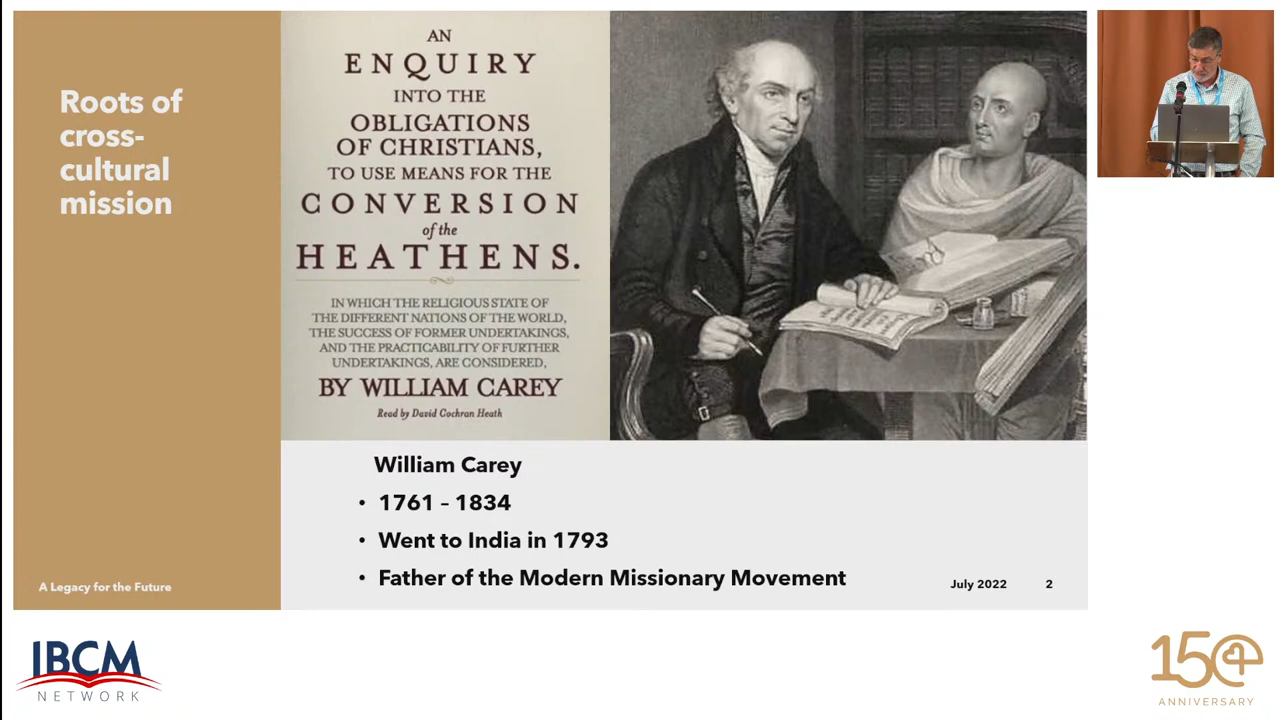 Roots of
cross-
cultural
mission
AN
ENQUIRY
INTO THE
OBLIGATIONS
OF CHRISTIANS,
TO USE MEANS FOR THE
CONVERSION
of the
HEATHENS.
IN WHICH THE RELIGIOUS STATE OF
THE DIFFERENT NATIONS OF THE WORLD,
THE SUCCESS OF FORMER UNDERTAKINGS,
AND THE PRACTICABILITY OF FURTHER
UNDERTAKINGS, ARE CONSIDERED,
BY WILLIAM CAREY
Read by David Cochran Heath
William Carey
• 1761 – 1834
• Went to India in 1793
• Father of the Modern Missionary Movement
A Legacy for the Future
July 2022 2
IBCM
NETWORK
150
ANNIVERSARY